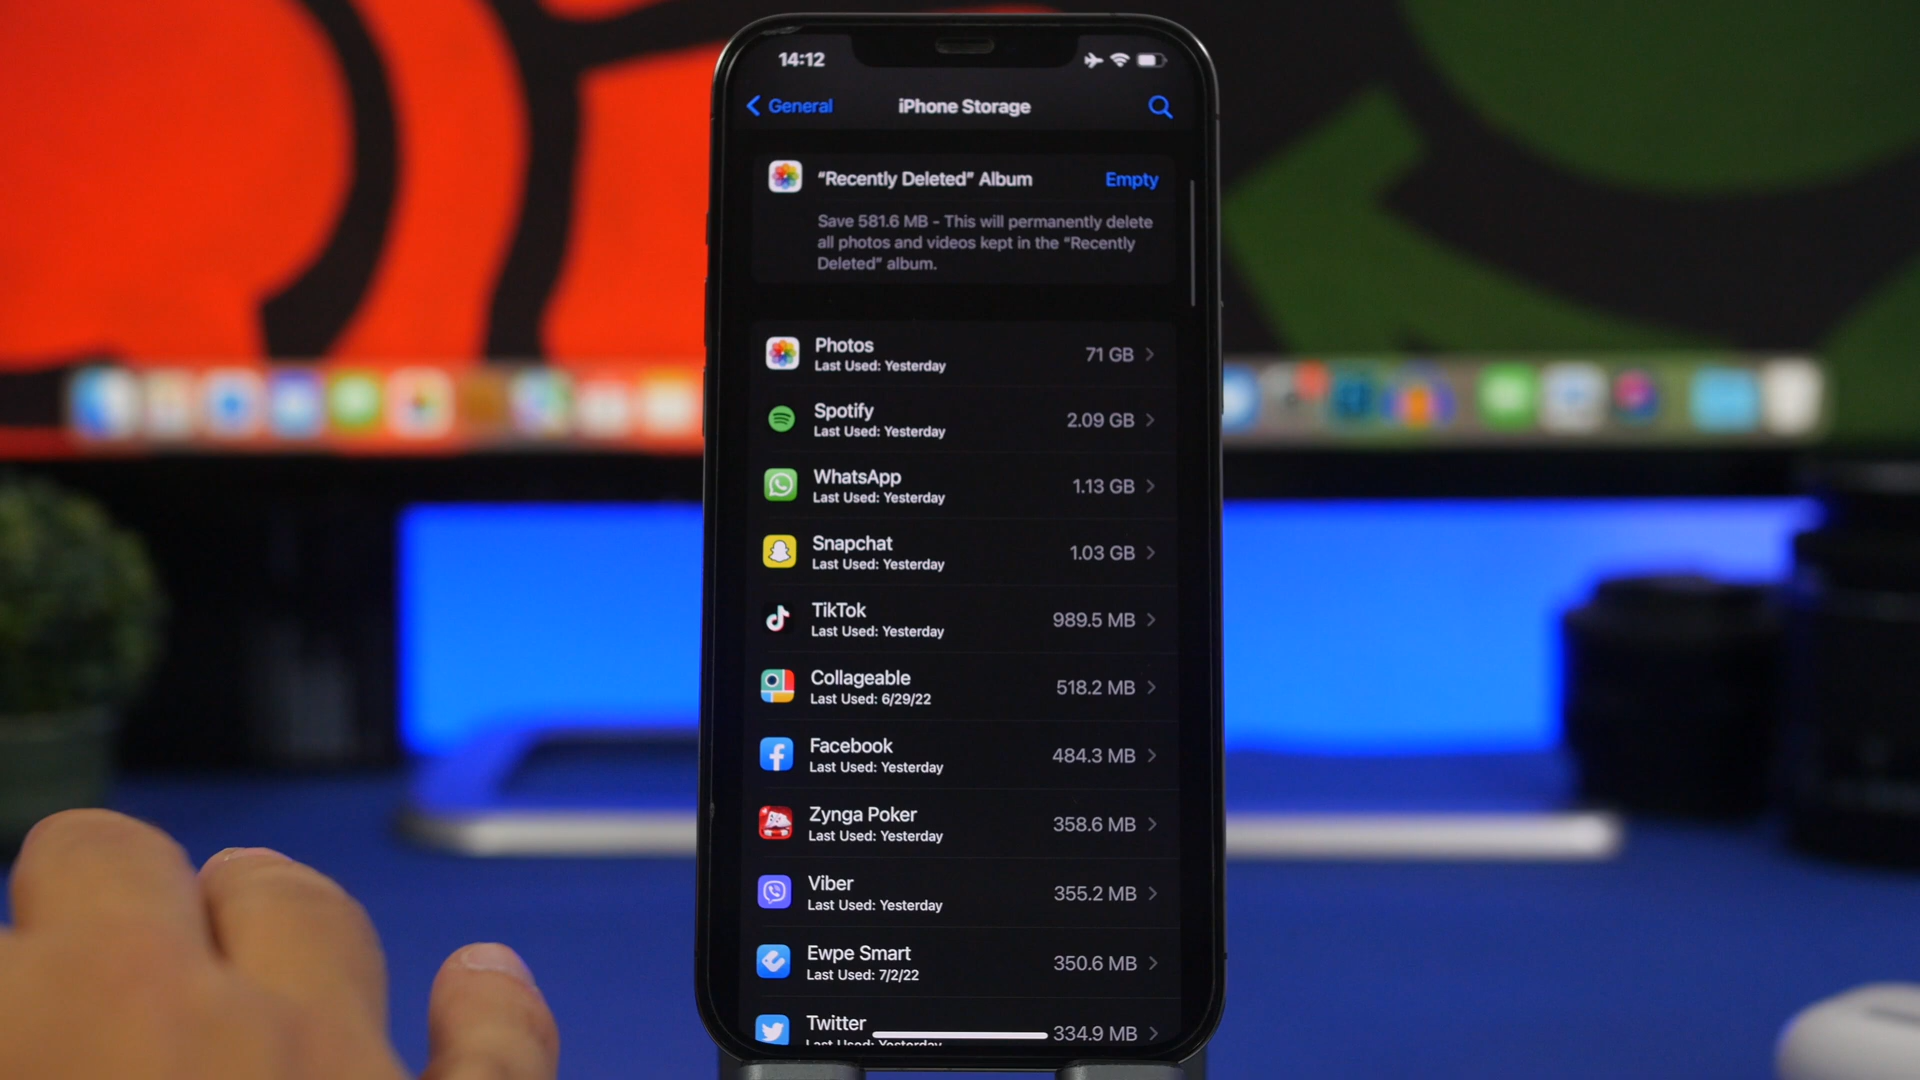 14:12
General
iPhone Storage
“Recently Deleted” Album
Empty
Save 581.6 MB - This will permanently delete
all photos and videos kept in the “Recently
Deleted” album.
Photos
Last Used: Yesterday
71 GB
Spotify
Last Used: Yesterday
2.09 GB
WhatsApp
Last Used: Yesterday
1.13 GB
Snapchat
Last Used: Yesterday
1.03 GB
TikTok
Last Used: Yesterday
989.5 MB
Collageable
Last Used: 6/29/22
518.2 MB
Facebook
Last Used: Yesterday
484.3 MB
Zynga Poker
Last Used: Yesterday
358.6 MB
Viber
Last Used: Yesterday
355.2 MB
Ewpe Smart
Last Used: 7/2/22
350.6 MB
Twitter
Last Used: Yesterday
334.9 MB